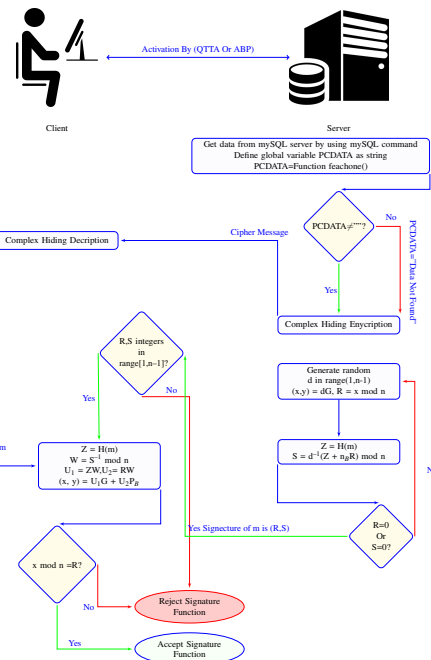 Activation By (QTTA Or ABP)
Client
Server
Get data from mySQL server by using mySQL command
Define global variable PCDATA as string
PCDATA=Function feachone()
PCDATA≠""?
No
PCDATA="Data Not Found"
Yes
Cipher Message
Complex Hiding Decription
Complex Hiding Enycription
R,S integers
in
range[1,n–1]?
Yes
No
Generate random
d in range(1,n-1)
(x,y) = dG, R = x mod n
Z = H(m)
W = S⁻¹ mod n
U₁ = ZW,U₂= RW
(x, y) = U₁G + U₂P_B
Z = H(m)
S = d⁻¹(Z + n_BR) mod n
Yes Signecture of m is (R,S)
R=0
Or
S=0?
x mod n =R?
No
Reject Signature
Function
Yes
Accept Signature
Function